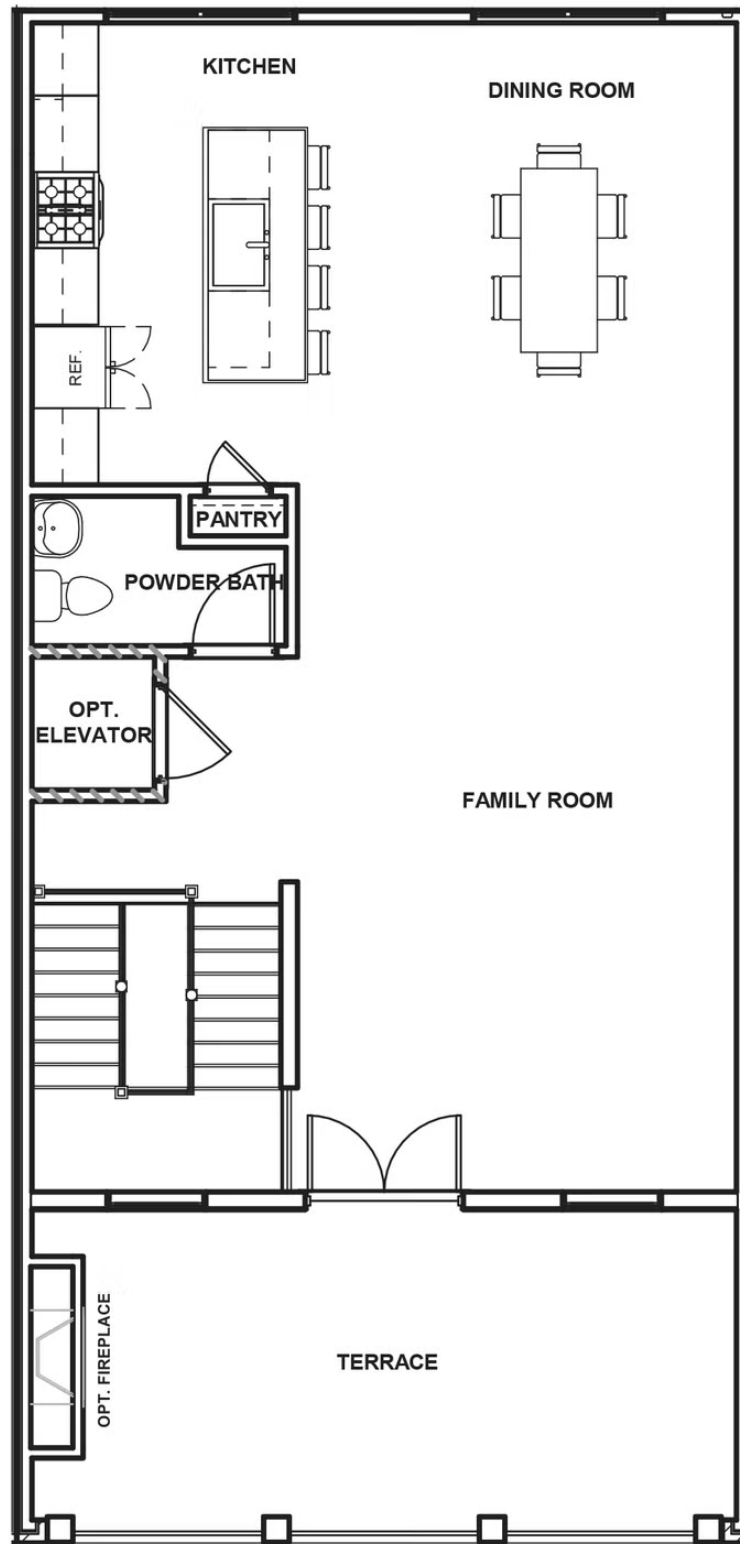 KITCHEN
DINING ROOM
REF.
PANTRY
POWDER BATH
OPT.
ELEVATOR
FAMILY ROOM
OPT. FIREPLACE
TERRACE